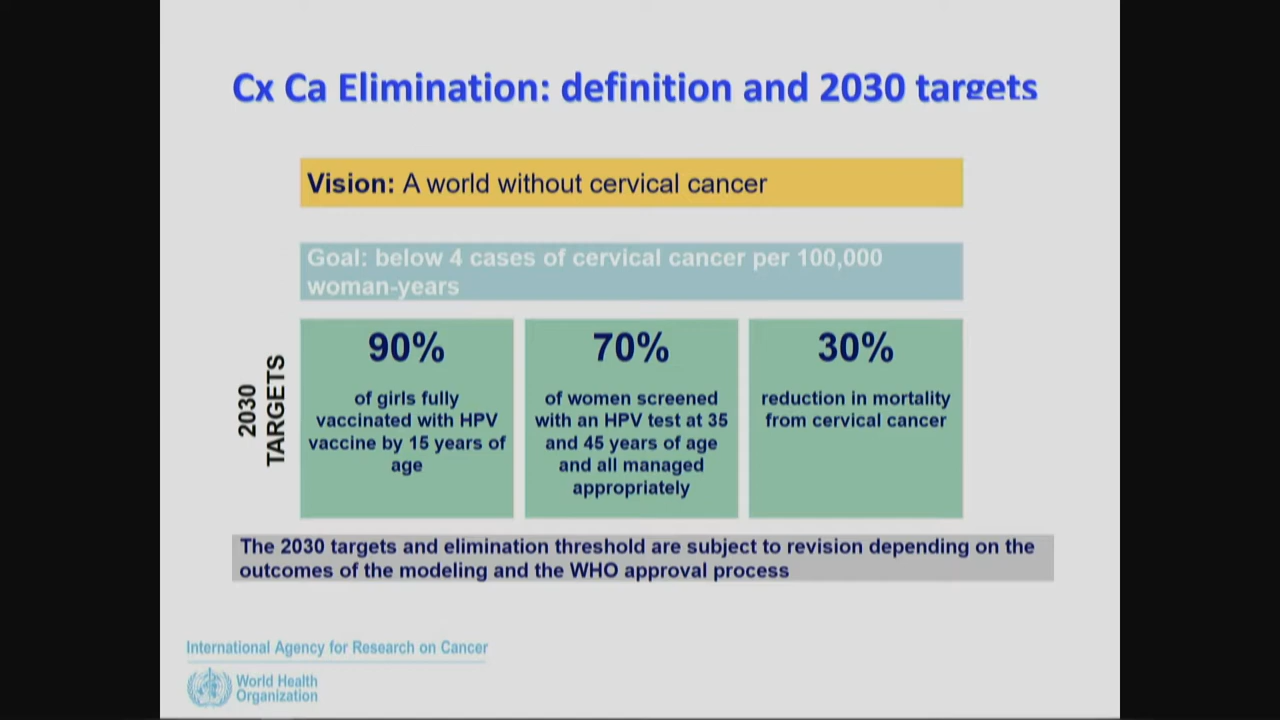 Cx Ca Elimination: definition and 2030 targets
Vision: A world without cervical cancer
Goal: below 4 cases of cervical cancer per 100,000
woman-years
2030
TARGETS
90%
of girls fully
vaccinated with HPV
vaccine by 15 years of
age
70%
of women screened
with an HPV test at 35
and 45 years of age
and all managed
appropriately
30%
reduction in mortality
from cervical cancer
The 2030 targets and elimination threshold are subject to revision depending on the
outcomes of the modeling and the WHO approval process
International Agency for Research on Cancer
World Health
Organization